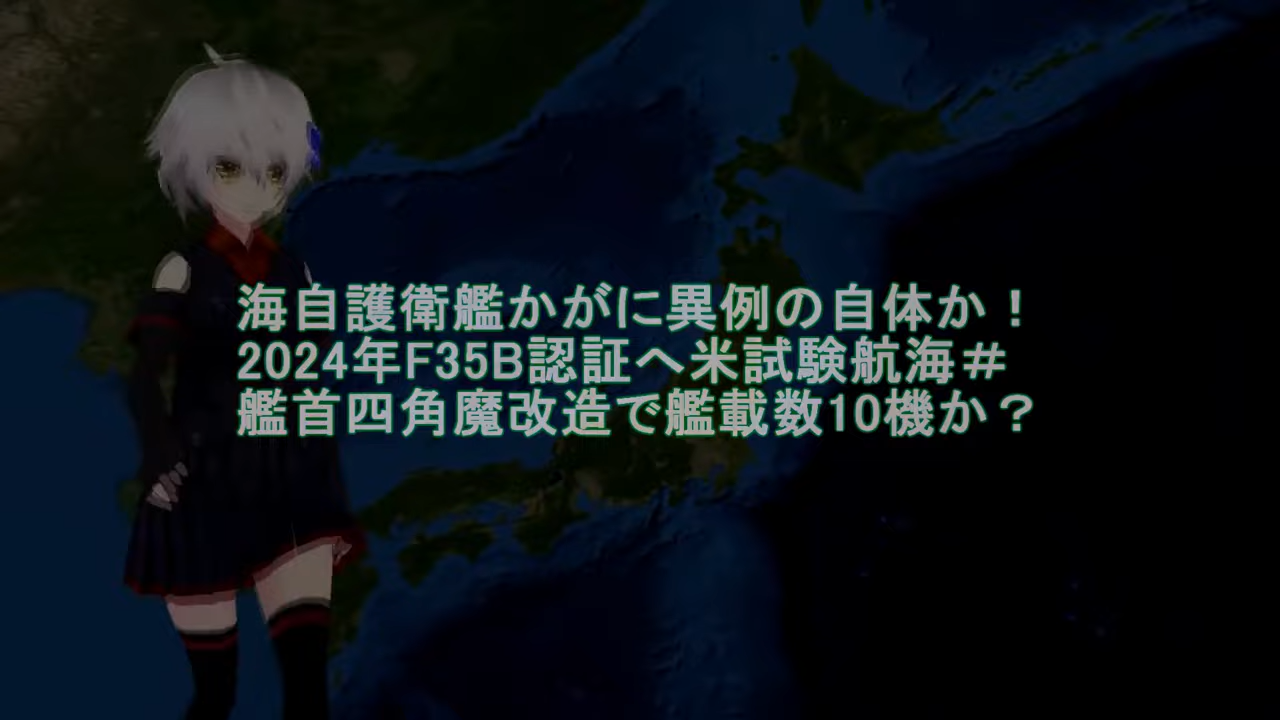 海自護衛艦かがに異例の自体か！
2024年F35B認証へ米試験航海＃
艦首四角魔改造で艦載数10機か？